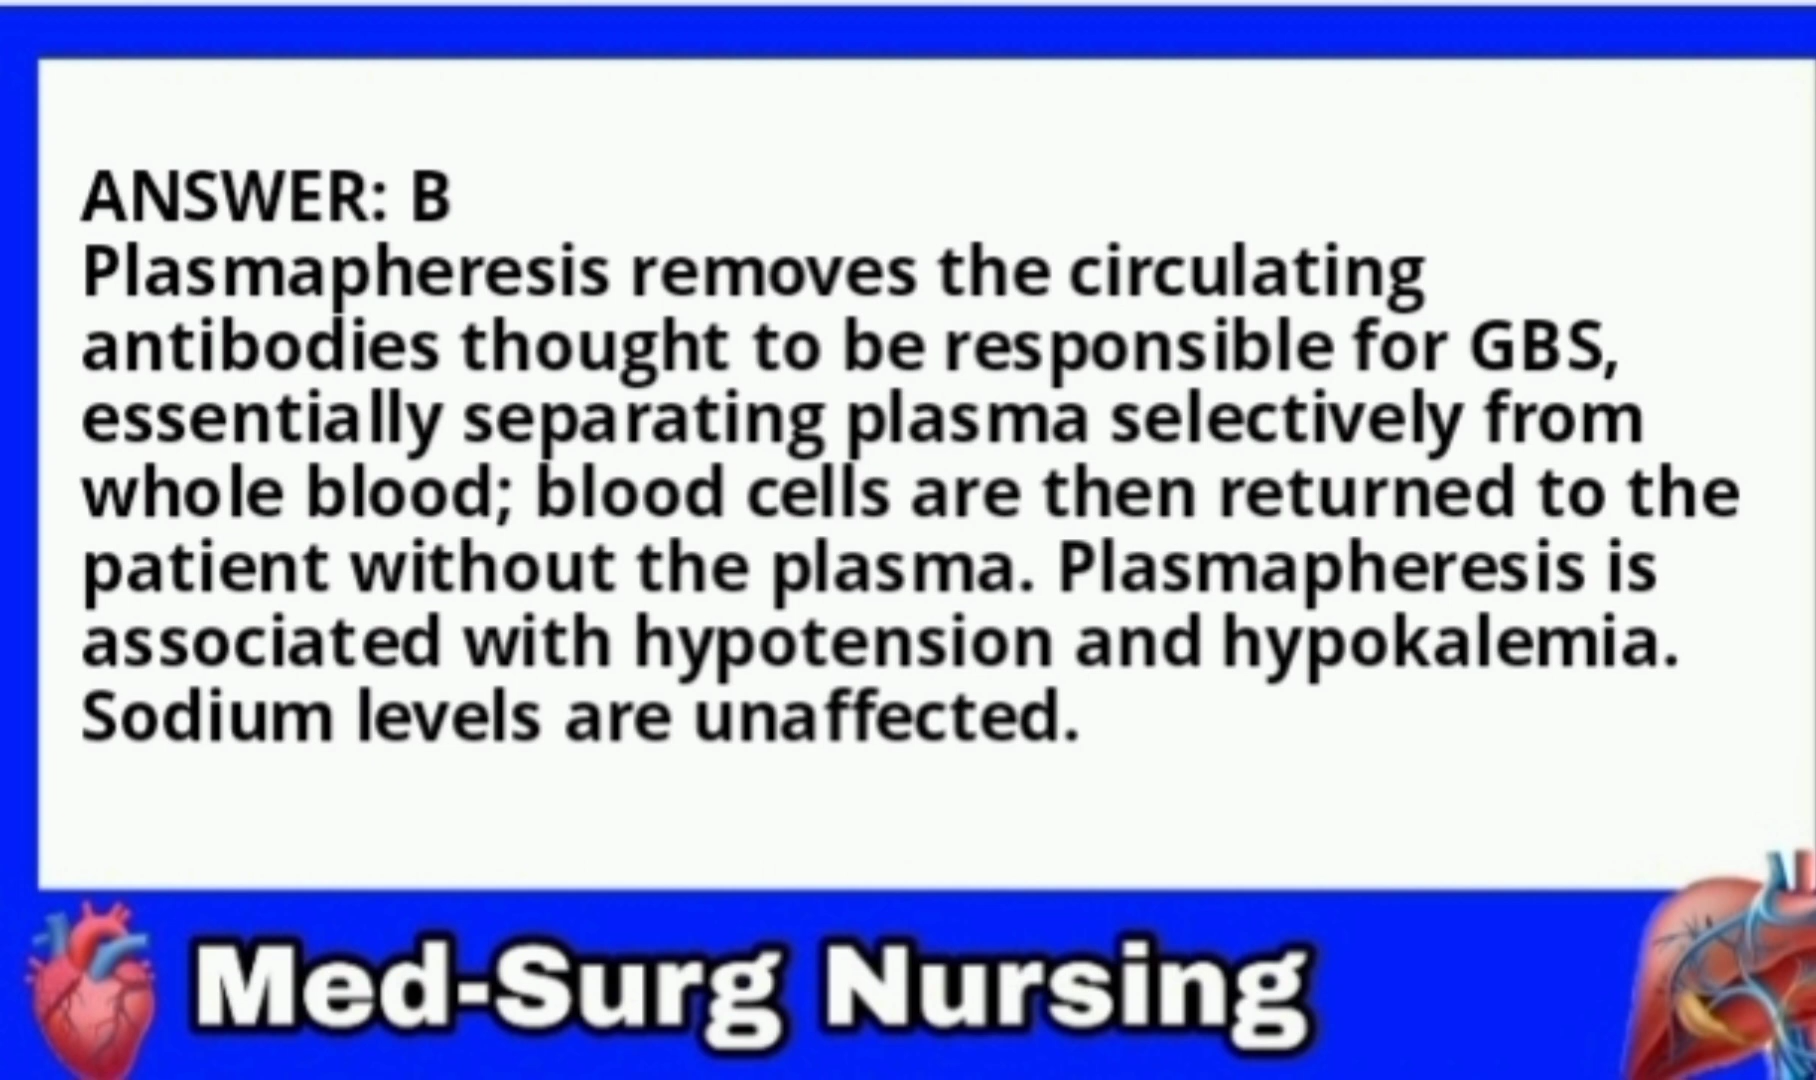 ANSWER: B
Plasmapheresis removes the circulating
antibodies thought to be responsible for GBS,
essentially separating plasma selectively from
whole blood; blood cells are then returned to the
patient without the plasma. Plasmapheresis is
associated with hypotension and hypokalemia.
Sodium levels are unaffected.
Med-Surg Nursing